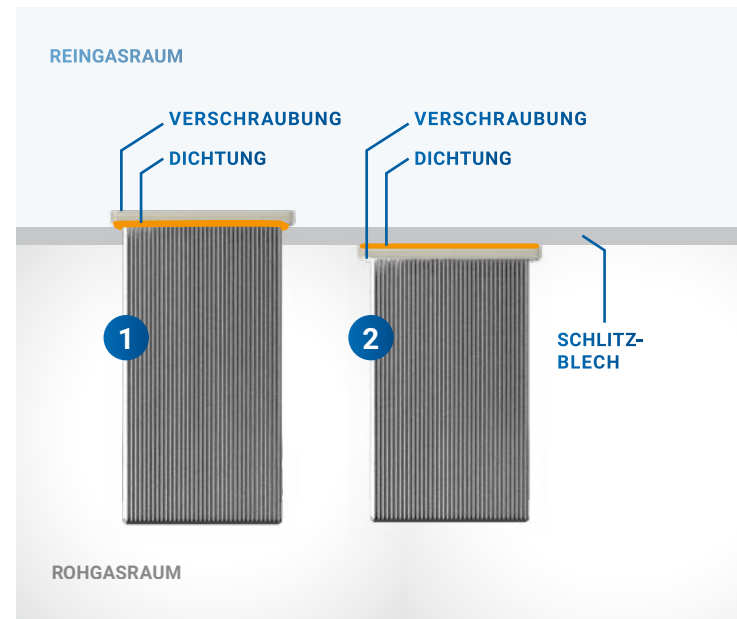 REINGASRAUM
VERSCHRAUBUNG
DICHTUNG
VERSCHRAUBUNG
DICHTUNG
1
2
SCHLITZ-
BLECH
ROHGASRAUM